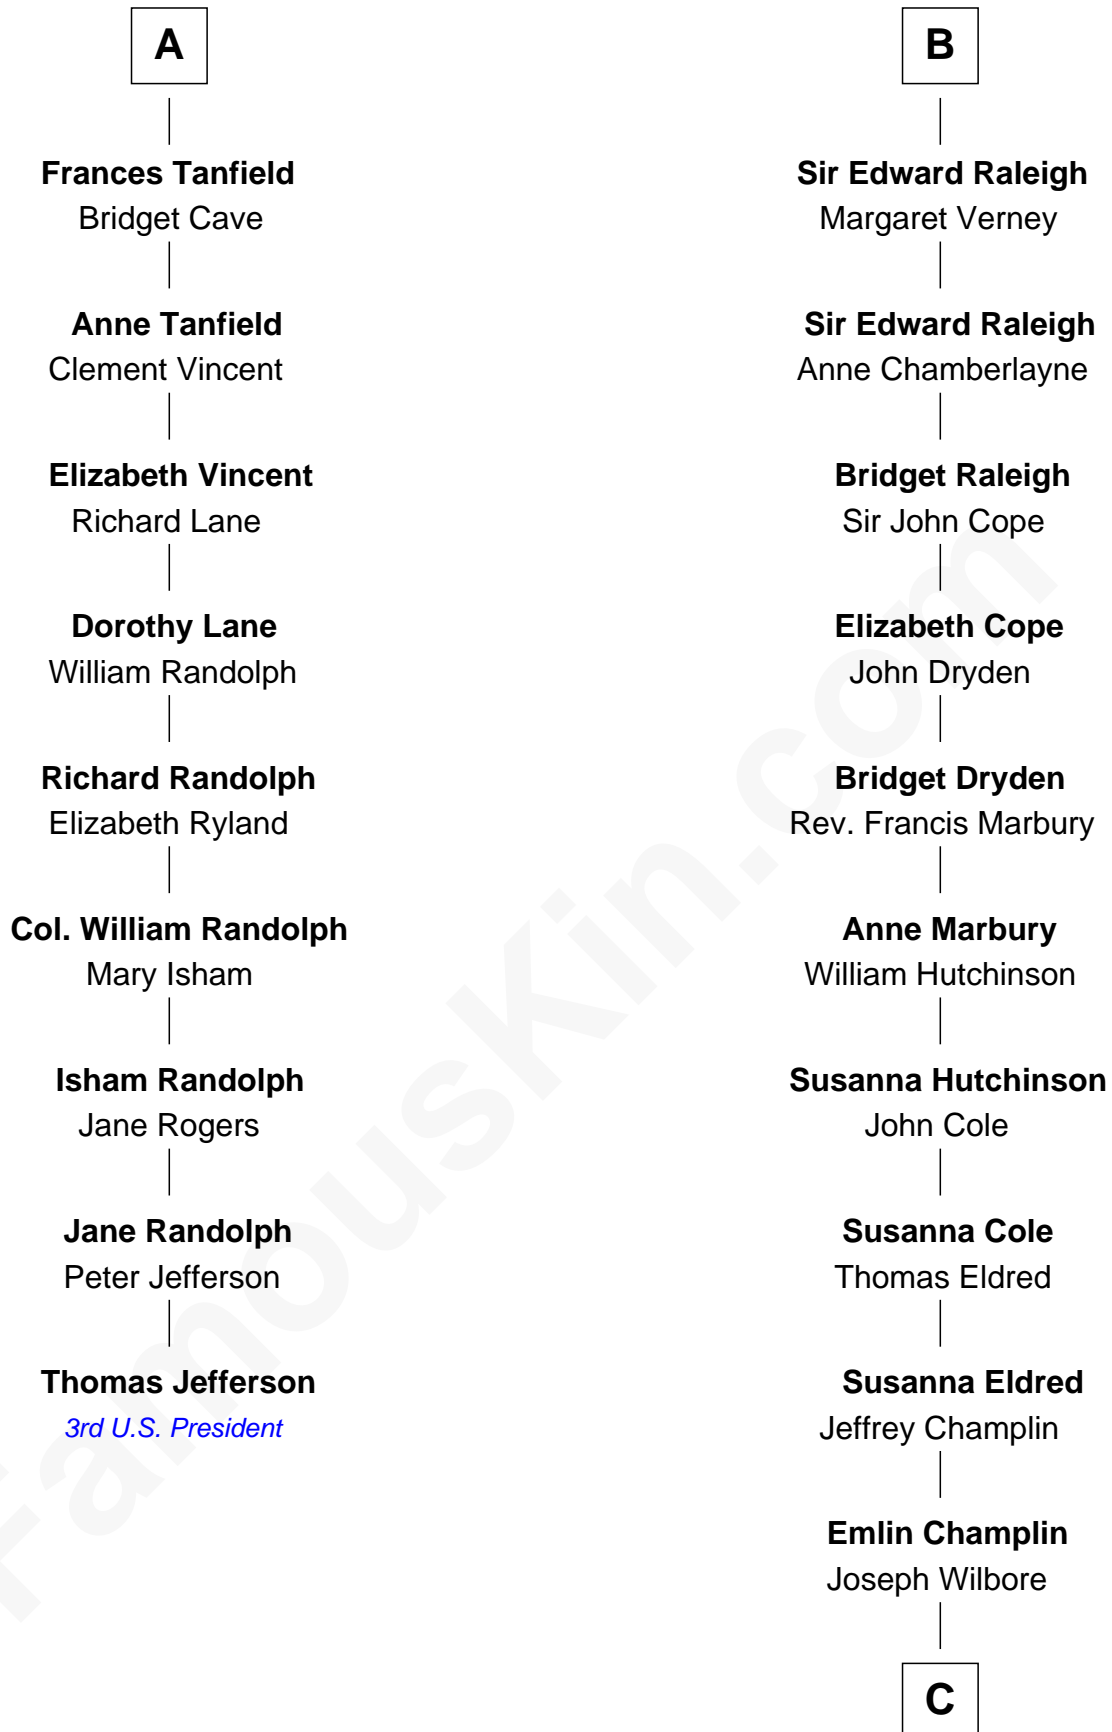 A
Frances Tanfield
Bridget Cave
Anne Tanfield
Clement Vincent
Elizabeth Vincent
Richard Lane
Dorothy Lane
William Randolph
Richard Randolph
Elizabeth Ryland
Col. William Randolph
Mary Isham
Isham Randolph
Jane Rogers
Jane Randolph
Peter Jefferson
Thomas Jefferson
3rd U.S. President
B
Sir Edward Raleigh
Margaret Verney
Sir Edward Raleigh
Anne Chamberlayne
Bridget Raleigh
Sir John Cope
Elizabeth Cope
John Dryden
Bridget Dryden
Rev. Francis Marbury
Anne Marbury
William Hutchinson
Susanna Hutchinson
John Cole
Susanna Cole
Thomas Eldred
Susanna Eldred
Jeffrey Champlin
Emlin Champlin
Joseph Wilbore
C
FamousKin.com